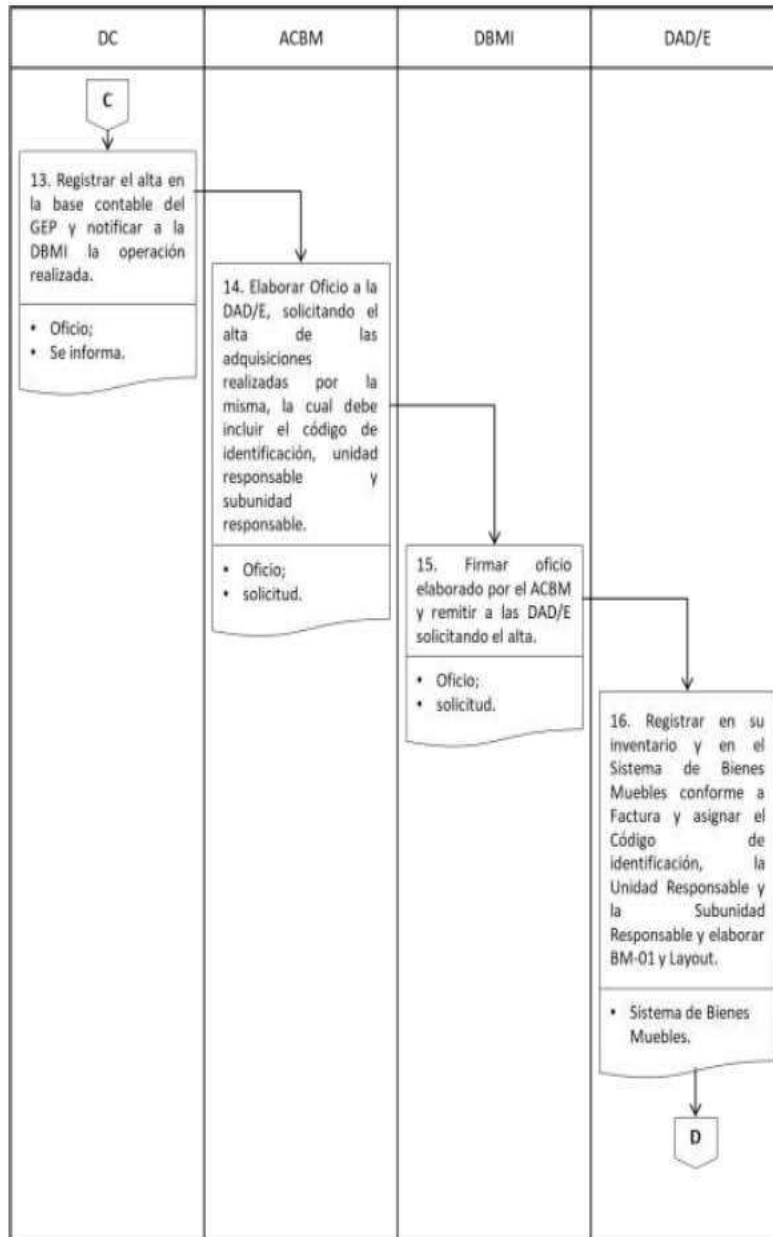 DC
ACBM
DBMI
DAD/E
C
13. Registrar el alta en
la base contable del
GEP y notificar a la
DBMI la operación
realizada.
• Oficio;
• Se informa.
14. Elaborar Oficio a la
DAD/E, solicitando el
alta de las
adquisiciones
realizadas por la
misma, la cual debe
incluir el código de
identificación, unidad
responsable y
subunidad
responsable.
• Oficio;
• solicitud.
15. Firmar oficio
elaborado por el ACBM
y remitir a las DAD/E
solicitando el alta.
• Oficio;
• solicitud.
16. Registrar en su
inventario y en el
Sistema de Bienes
Muebles conforme a
Factura y asignar el
Código de
identificación, la
Unidad Responsable y
la Subunidad
Responsable y elaborar
BM-01 y Layout.
• Sistema de Bienes
Muebles.
D